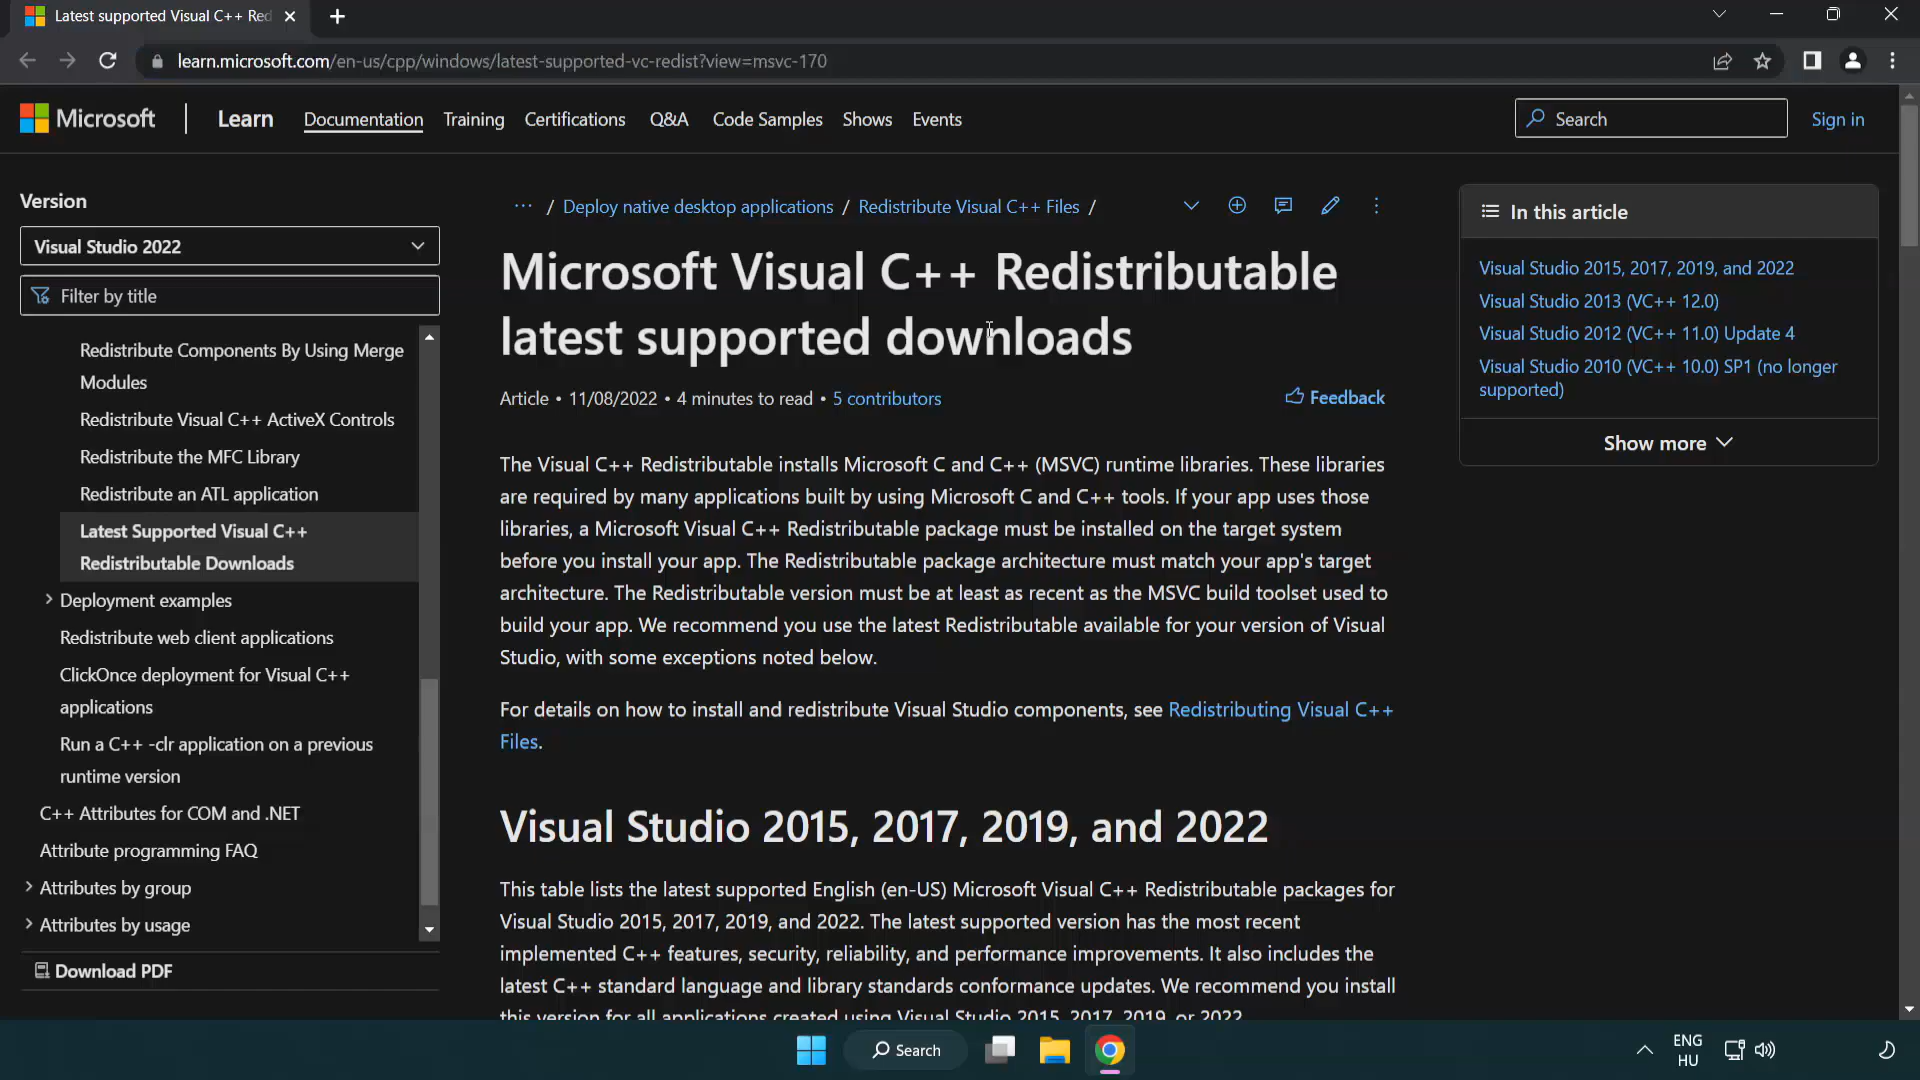 Latest supported Visual C++ Red
learn.microsoft.com/en-us/cpp/windows/latest-supported-vc-redist?view=msvc-170
Microsoft
Learn
Documentation
Training
Certifications
Q&A
Code Samples
Shows
Events
Search
Sign in
Version
Visual Studio 2022
Filter by title
Redistribute Components By Using Merge
Modules
Redistribute Visual C++ ActiveX Controls
Redistribute the MFC Library
Redistribute an ATL application
Latest Supported Visual C++
Redistributable Downloads
Deployment examples
Redistribute web client applications
ClickOnce deployment for Visual C++
applications
Run a C++ -clr application on a previous
runtime version
C++ Attributes for COM and .NET
Attribute programming FAQ
Attributes by group
Attributes by usage
Download PDF
··· / Deploy native desktop applications / Redistribute Visual C++ Files /
Microsoft Visual C++ Redistributable
latest supported downloads
Article • 11/08/2022 • 4 minutes to read • 5 contributors
Feedback
The Visual C++ Redistributable installs Microsoft C and C++ (MSVC) runtime libraries. These libraries
are required by many applications built by using Microsoft C and C++ tools. If your app uses those
libraries, a Microsoft Visual C++ Redistributable package must be installed on the target system
before you install your app. The Redistributable package architecture must match your app's target
architecture. The Redistributable version must be at least as recent as the MSVC build toolset used to
build your app. We recommend you use the latest Redistributable available for your version of Visual
Studio, with some exceptions noted below.
For details on how to install and redistribute Visual Studio components, see Redistributing Visual C++
Files.
Visual Studio 2015, 2017, 2019, and 2022
This table lists the latest supported English (en-US) Microsoft Visual C++ Redistributable packages for
Visual Studio 2015, 2017, 2019, and 2022. The latest supported version has the most recent
implemented C++ features, security, reliability, and performance improvements. It also includes the
latest C++ standard language and library standards conformance updates. We recommend you install
this version for all applications created using Visual Studio 2015, 2017, 2019, or 2022.
In this article
Visual Studio 2015, 2017, 2019, and 2022
Visual Studio 2013 (VC++ 12.0)
Visual Studio 2012 (VC++ 11.0) Update 4
Visual Studio 2010 (VC++ 10.0) SP1 (no longer
supported)
Show more
Search
ENG
HU